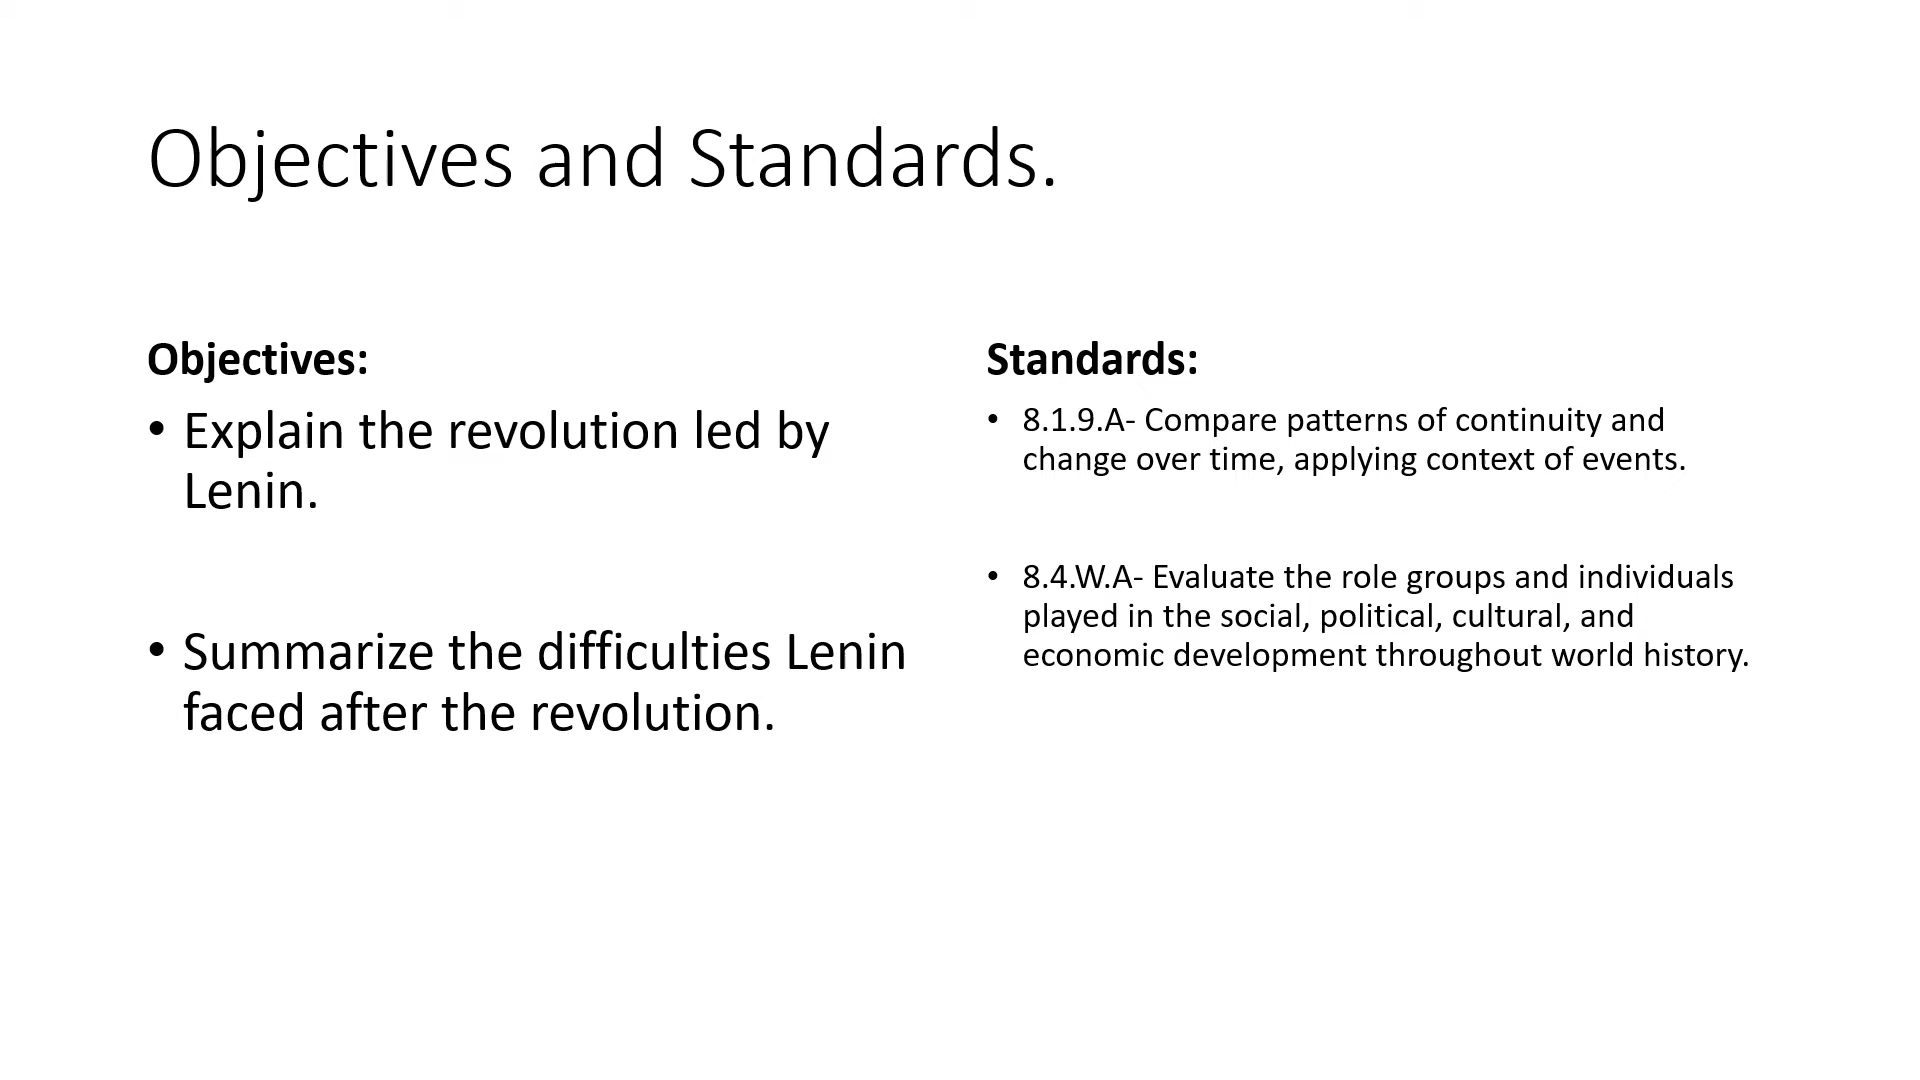 Objectives and Standards.
Objectives:
• Explain the revolution led by
Lenin.
• Summarize the difficulties Lenin
faced after the revolution.
Standards:
• 8.1.9.A- Compare patterns of continuity and
change over time, applying context of events.
• 8.4.W.A- Evaluate the role groups and individuals
played in the social, political, cultural, and
economic development throughout world history.